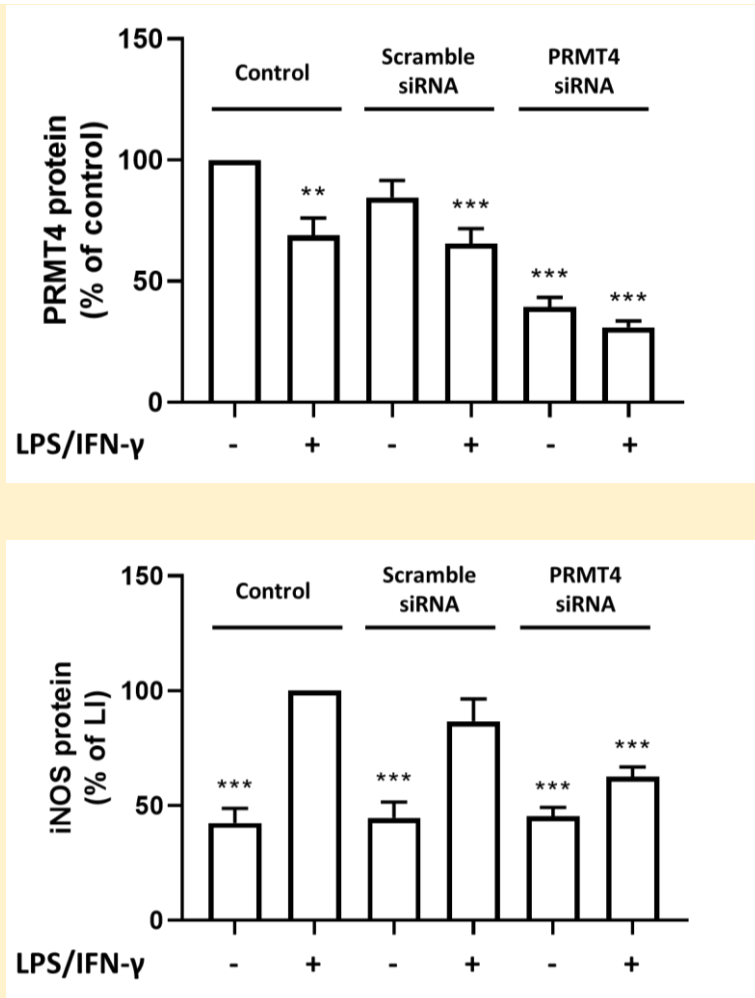 150
100
50
0
PRMT4 protein
(% of control)
Control
Scramble
siRNA
PRMT4
siRNA
**
***
***
***
LPS/IFN-γ - + - + - +
150
100
50
0
iNOS protein
(% of LI)
Control
Scramble
siRNA
PRMT4
siRNA
***
***
***
***
LPS/IFN-γ - + - + - +